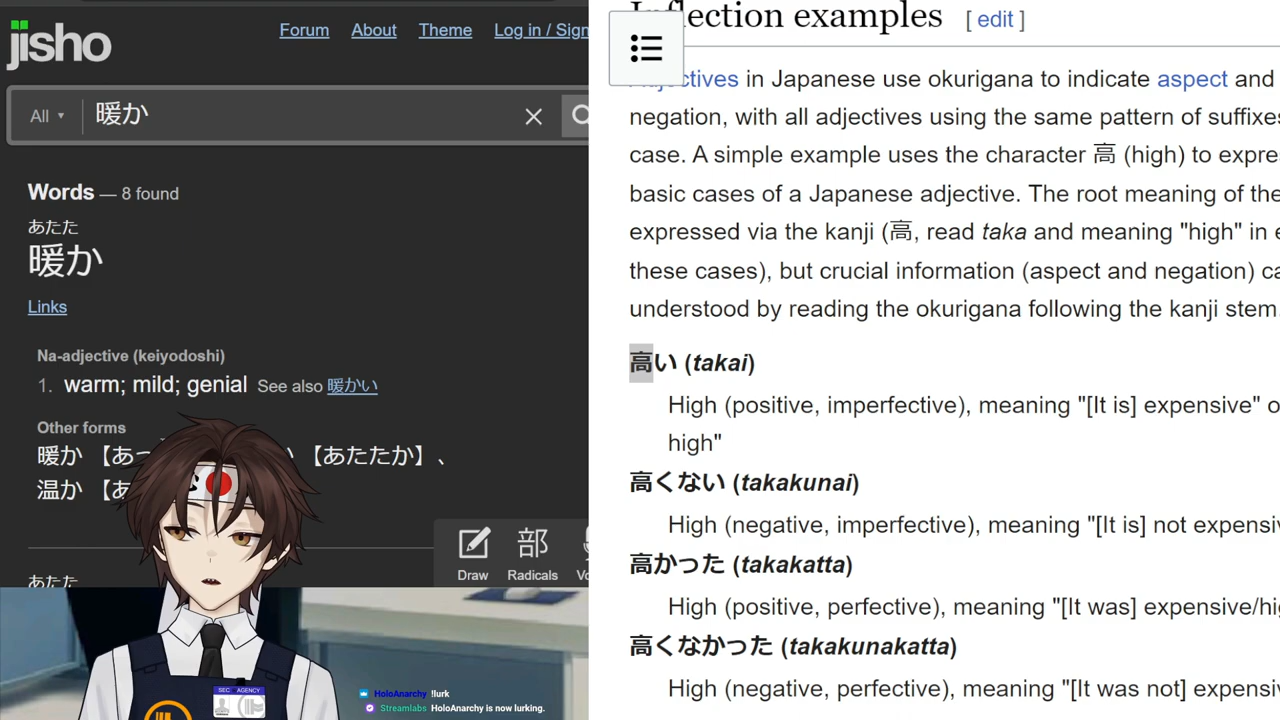 jisho
Forum About Theme Log in / Sign
All ▾ 暖か
Words — 8 found
あたた
暖か
Links
Na-adjective (keiyodoshi)
1. warm; mild; genial See also 暖かい
Other forms
暖か 【あっ 【あたたか】、
温か 【あ
Draw
部
Radicals
あたた
SEC AGENCY
HoloAnarchy !lurk
Streamlabs HoloAnarchy is now lurking.
Inflection examples [ edit ]
Adjectives in Japanese use okurigana to indicate aspect and
negation, with all adjectives using the same pattern of suffixes
case. A simple example uses the character 高 (high) to expre
basic cases of a Japanese adjective. The root meaning of the
expressed via the kanji (高, read taka and meaning "high" in e
these cases), but crucial information (aspect and negation) ca
understood by reading the okurigana following the kanji stem.
高い (takai)
High (positive, imperfective), meaning "[It is] expensive" o
high"
高くない (takakunai)
High (negative, imperfective), meaning "[It is] not expensiv
高かった (takakatta)
High (positive, perfective), meaning "[It was] expensive/hig
高くなかった (takakunakatta)
High (negative, perfective), meaning "[It was not] expensiv